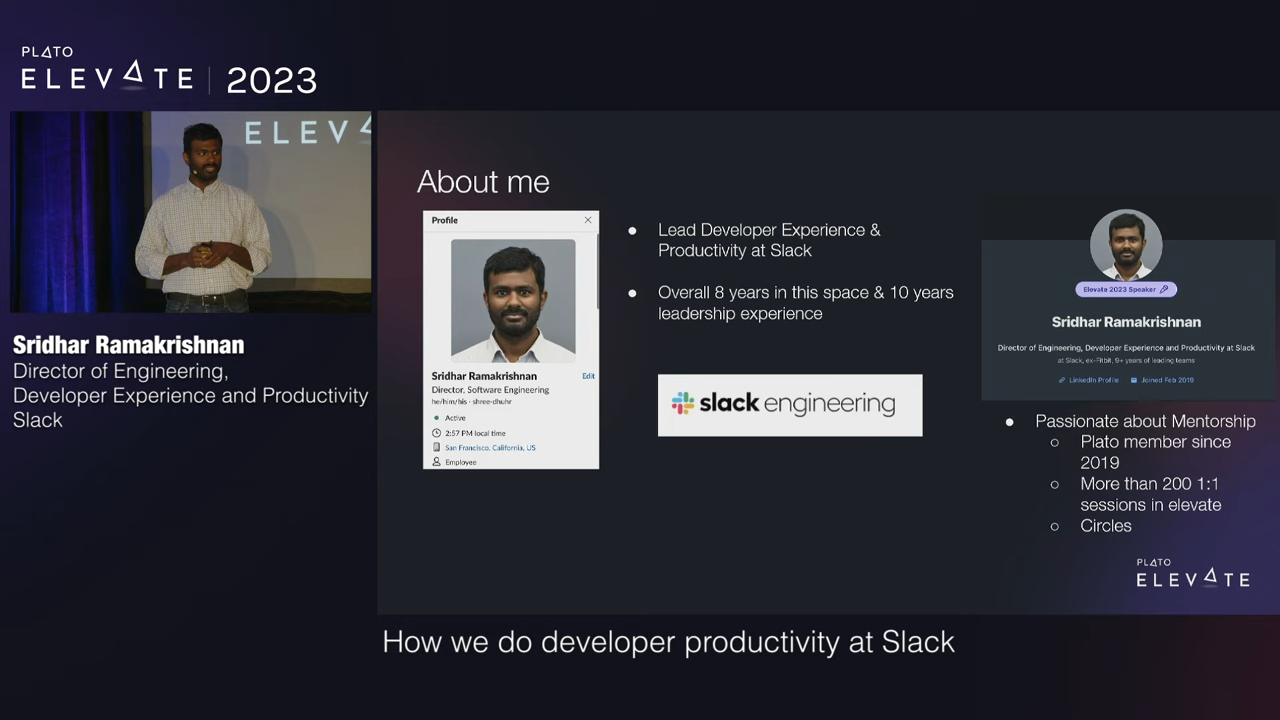 PLATO
ELEVATE | 2023
ELEV
Sridhar Ramakrishnan
Director of Engineering,
Developer Experience and Productivity
Slack
About me
Profile
Sridhar Ramakrishnan
Edit
Director, Software Engineering
he/him/his · shree-dhuhr
Active
2:57 PM local time
San Francisco, California, US
Employee
● Lead Developer Experience &
Productivity at Slack
● Overall 8 years in this space & 10 years
leadership experience
slack engineering
Elevate 2023 Speaker
Sridhar Ramakrishnan
Director of Engineering, Developer Experience and Productivity at Slack
at Slack, ex-Fitbit, 9+ years of leading teams
LinkedIn Profile
Joined Feb 2019
● Passionate about Mentorship
○ Plato member since
2019
○ More than 200 1:1
sessions in elevate
○ Circles
PLATO
ELEVATE
How we do developer productivity at Slack